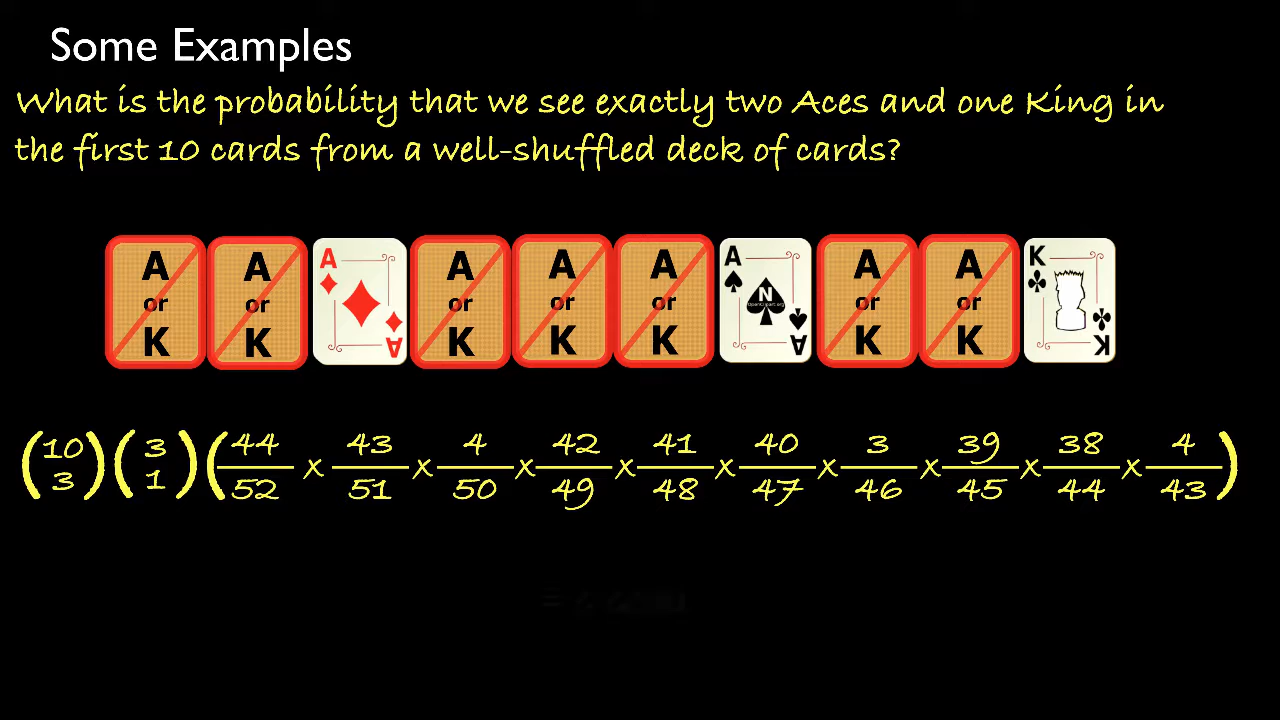 Some Examples
What is the probability that we see exactly two Aces and one King in
the first 10 cards from a well-shuffled deck of cards?
A or K A or K A A A or K A or K A or K A N openclipart.org A A or K A or K K K
(10 3)(3 1)(44/52 x 43/51 x 4/50 x 42/49 x 41/48 x 40/47 x 3/46 x 39/45 x 38/44 x 4/43)